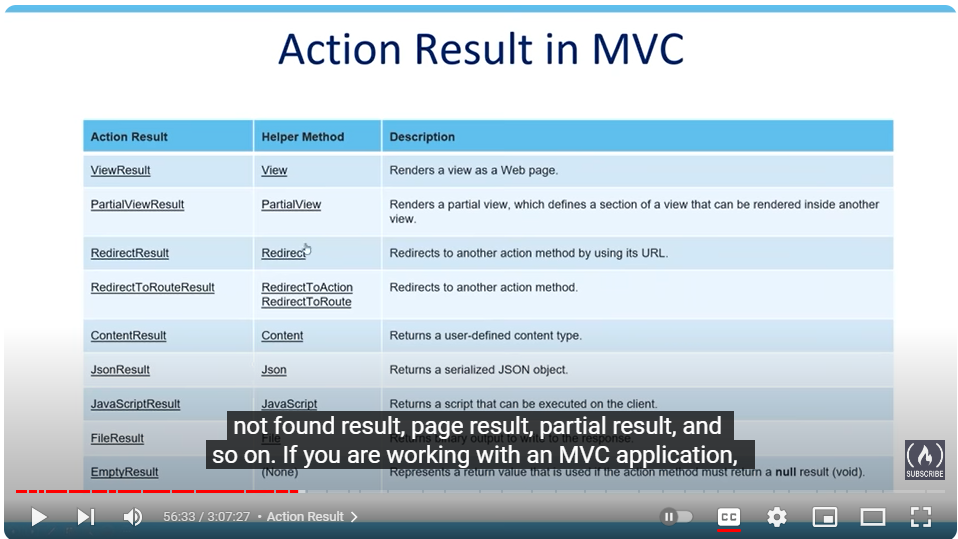 Action Result in MVC
Action Result Helper Method Description
ViewResult View Renders a view as a Web page.
PartialViewResult PartialView Renders a partial view, which defines a section of a view that can be rendered inside another
view.
RedirectResult Redirect Redirects to another action method by using its URL.
RedirectToRouteResult RedirectToAction Redirects to another action method.
RedirectToRoute
ContentResult Content Returns a user-defined content type.
JsonResult Json Returns a serialized JSON object.
JavaScriptResult JavaScript Returns a script that can be executed on the client.
not found result, page result, partial result, and
FileResult File Returns binary output to write to the response.
so on. If you are working with an MVC application,
EmptyResult (None) Represents a return value that is used if the action method must return a null result (void).
SUBSCRIBE
56:33 / 3:07:27 • Action Result
CC